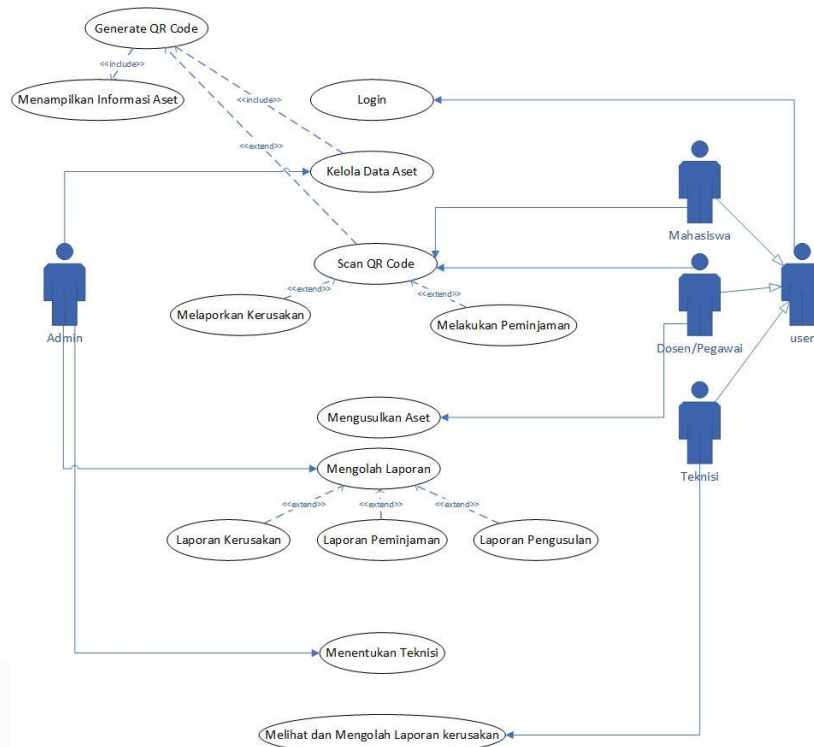 Generate QR Code
<<include>>
Menampilkan Informasi Aset
<<include>>
Login
<<extend>>
Kelola Data Aset
Mahasiswa
Scan QR Code
<<extend>>
<<extend>>
Melaporkan Kerusakan
Melakukan Peminjaman
Admin
Dosen/Pegawai
user
Mengusulkan Aset
Mengolah Laporan
Teknisi
<<extend>>
<<extend>>
<<extend>>
Laporan Kerusakan
Laporan Peminjaman
Laporan Pengusulan
Menentukan Teknisi
Melihat dan Mengolah Laporan kerusakan